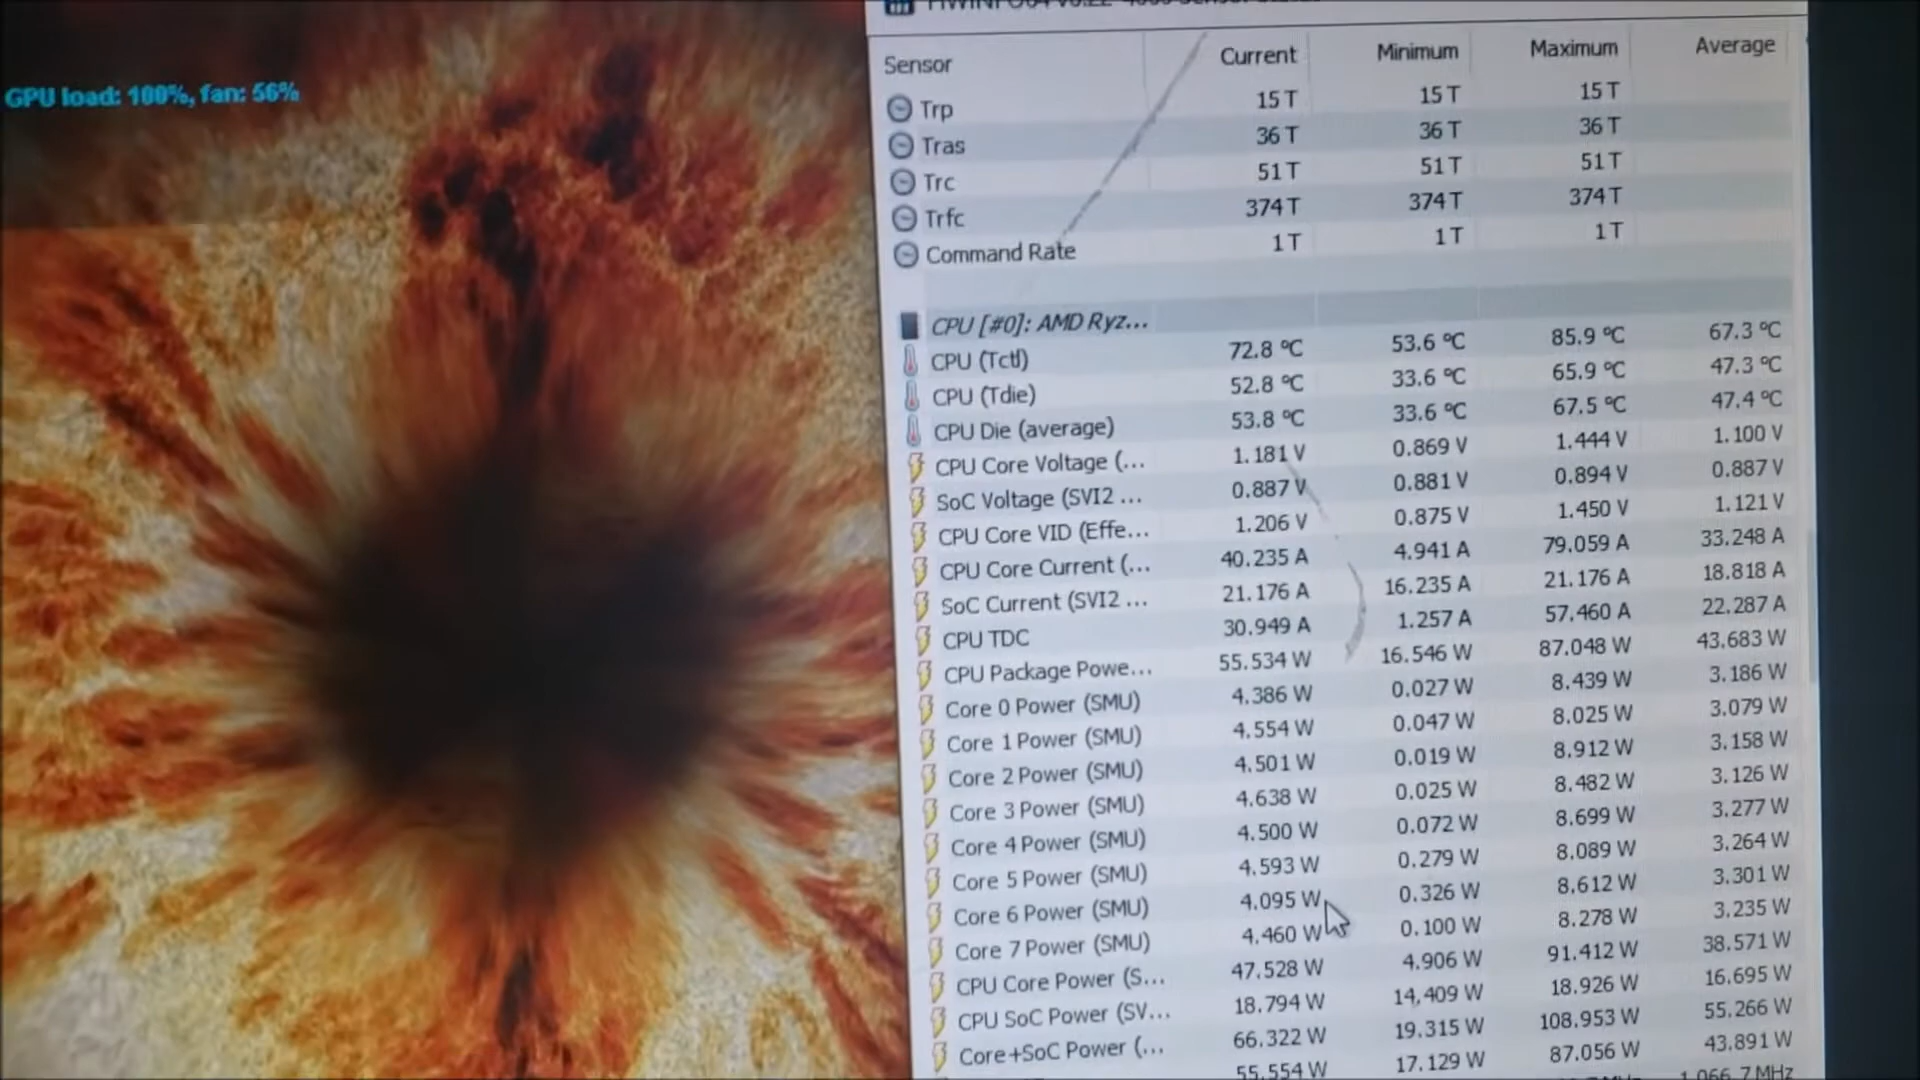 GPU load: 100%, fan: 56%
Sensor Current Minimum Maximum Average
Trp 15 T 15 T 15 T
Tras 36 T 36 T 36 T
Trc 51 T 51 T 51 T
Trfc 374 T 374 T 374 T
Command Rate 1 T 1 T 1 T
CPU [#0]: AMD Ryz...
CPU (Tctl) 72.8 °C 53.6 °C 85.9 °C 67.3 °C
CPU (Tdie) 52.8 °C 33.6 °C 65.9 °C 47.3 °C
CPU Die (average) 53.8 °C 33.6 °C 67.5 °C 47.4 °C
CPU Core Voltage (... 1.181 V 0.869 V 1.444 V 1.100 V
SoC Voltage (SVI2 ... 0.887 V 0.881 V 0.894 V 0.887 V
CPU Core VID (Effe... 1.206 V 0.875 V 1.450 V 1.121 V
CPU Core Current (... 40.235 A 4.941 A 79.059 A 33.248 A
SoC Current (SVI2 ... 21.176 A 16.235 A 21.176 A 18.818 A
CPU TDC 30.949 A 1.257 A 57.460 A 22.287 A
CPU Package Powe... 55.534 W 16.546 W 87.048 W 43.683 W
Core 0 Power (SMU) 4.386 W 0.027 W 8.439 W 3.186 W
Core 1 Power (SMU) 4.554 W 0.047 W 8.025 W 3.079 W
Core 2 Power (SMU) 4.501 W 0.019 W 8.912 W 3.158 W
Core 3 Power (SMU) 4.638 W 0.025 W 8.482 W 3.126 W
Core 4 Power (SMU) 4.500 W 0.072 W 8.699 W 3.277 W
Core 5 Power (SMU) 4.593 W 0.279 W 8.089 W 3.264 W
Core 6 Power (SMU) 4.095 W 0.326 W 8.612 W 3.301 W
Core 7 Power (SMU) 4.460 W 0.100 W 8.278 W 3.235 W
CPU Core Power (S... 47.528 W 4.906 W 91.412 W 38.571 W
CPU SoC Power (SV... 18.794 W 14.409 W 18.926 W 16.695 W
Core+SoC Power (... 66.322 W 19.315 W 108.953 W 55.266 W
55.554 W 17.129 W 87.056 W 43.891 W
1,066.7 MHz